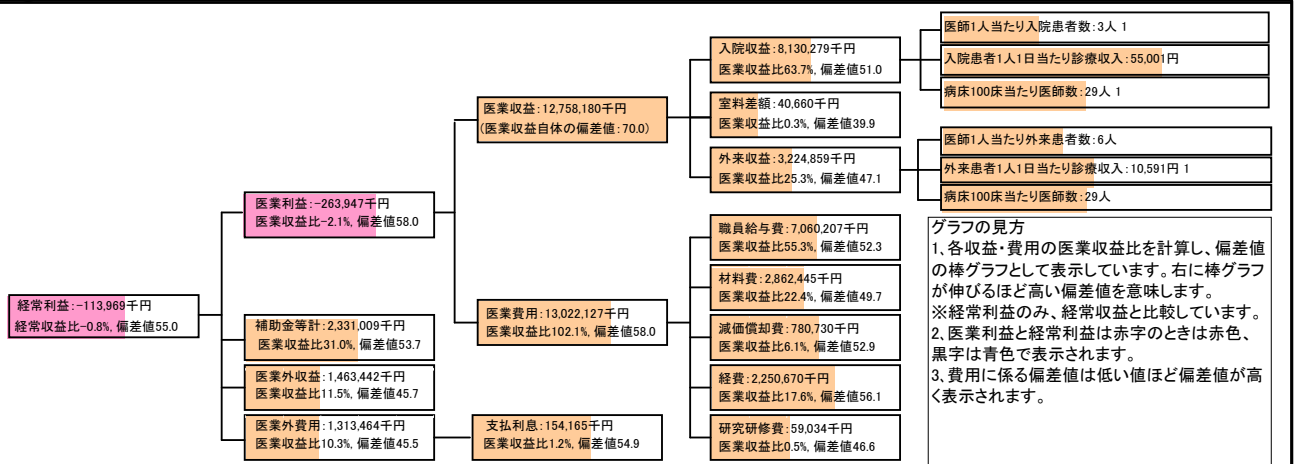 経常利益:-113,969千円
経常収益比-0.8%, 偏差値55.0
医業利益:-263,947千円
医業収益比-2.1%, 偏差値58.0
補助金等計:2,331,009千円
医業収益比31.0%, 偏差値53.7
医業外収益:1,463,442千円
医業収益比11.5%, 偏差値45.7
医業外費用:1,313,464千円
医業収益比10.3%, 偏差値45.5
医業収益:12,758,180千円
(医業収益自体の偏差値:70.0)
医業費用:13,022,127千円
医業収益比102.1%, 偏差値58.0
支払利息:154,165千円
医業収益比1.2%, 偏差値54.9
入院収益:8,130,279千円
医業収益比63.7%, 偏差値51.0
室料差額:40,660千円
医業収益比0.3%, 偏差値39.9
外来収益:3,224,859千円
医業収益比25.3%, 偏差値47.1
職員給与費:7,060,207千円
医業収益比55.3%, 偏差値52.3
材料費:2,862,445千円
医業収益比22.4%, 偏差値49.7
減価償却費:780,730千円
医業収益比6.1%, 偏差値52.9
経費:2,250,670千円
医業収益比17.6%, 偏差値56.1
研究研修費:59,034千円
医業収益比0.5%, 偏差値46.6
医師1人当たり入院患者数:3人 1
入院患者1人1日当たり診療収入:55,001円
病床100床当たり医師数:29人 1
医師1人当たり外来患者数:6人
外来患者1人1日当たり診療収入:10,591円 1
病床100床当たり医師数:29人
グラフの見方
1、各収益・費用の医業収益比を計算し、偏差値
の棒グラフとして表示しています。右に棒グラフ
が伸びるほど高い偏差値を意味します。
※経常利益のみ、経常収益と比較しています。
2、医業利益と経常利益は赤字のときは赤色、
黒字は青色で表示されます。
3、費用に係る偏差値は低い値ほど偏差値が高
く表示されます。